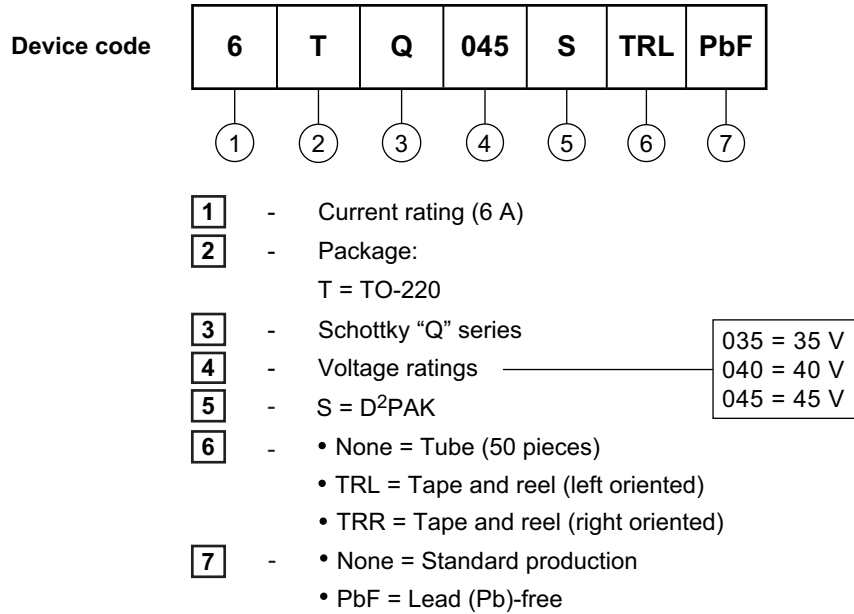 Device code 6 T Q 045 S TRL PbF
1 2 3 4 5 6 7
1 - Current rating (6 A)
2 - Package:
T = TO-220
3 - Schottky “Q” series
4 - Voltage ratings
035 = 35 V
040 = 40 V
045 = 45 V
5 - S = D²PAK
6 - • None = Tube (50 pieces)
• TRL = Tape and reel (left oriented)
• TRR = Tape and reel (right oriented)
7 - • None = Standard production
• PbF = Lead (Pb)-free